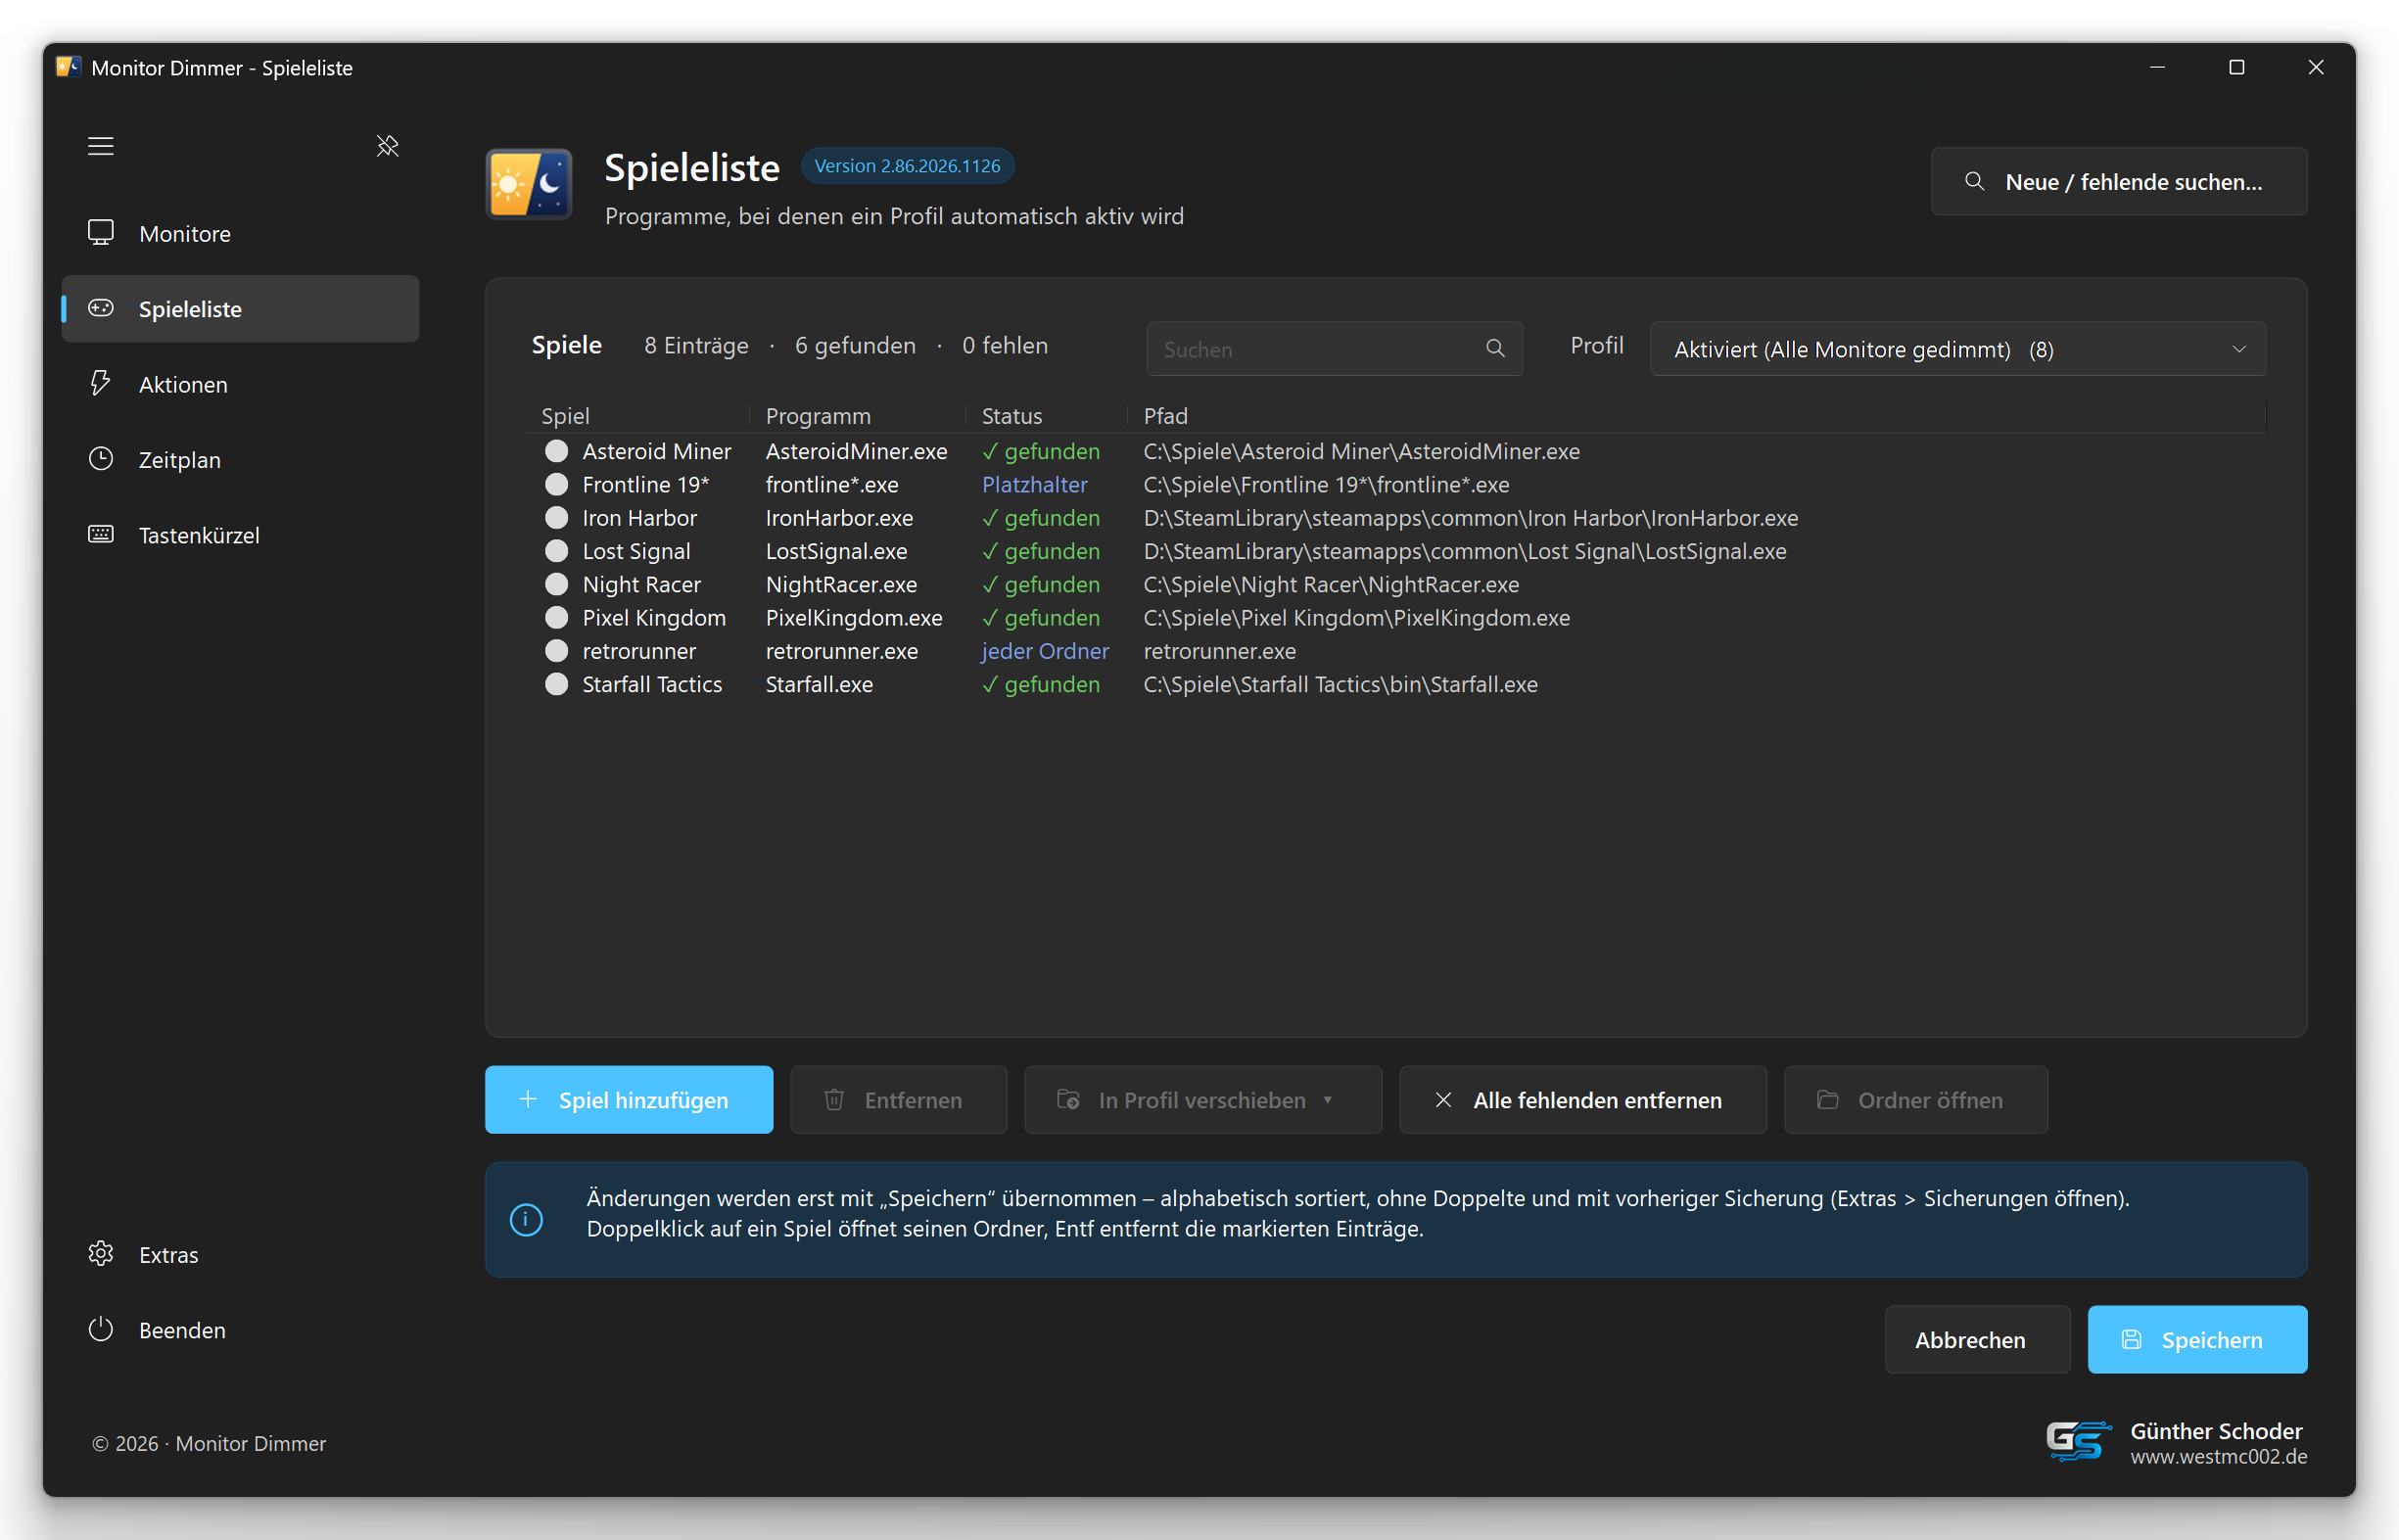 Monitor Dimmer - Spieleliste
Monitore
Spieleliste
Aktionen
Zeitplan
Tastenkürzel
Extras
Beenden
© 2026 · Monitor Dimmer
Spieleliste Version 2.86.2026.1126
Programme, bei denen ein Profil automatisch aktiv wird
Neue / fehlende suchen...
Spiele 8 Einträge · 6 gefunden · 0 fehlen Suchen Profil Aktiviert (Alle Monitore gedimmt) (8)
Spiel Programm Status Pfad
Asteroid Miner AsteroidMiner.exe ✓ gefunden C:\Spiele\Asteroid Miner\AsteroidMiner.exe
Frontline 19* frontline*.exe Platzhalter C:\Spiele\Frontline 19*\frontline*.exe
Iron Harbor IronHarbor.exe ✓ gefunden D:\SteamLibrary\steamapps\common\Iron Harbor\IronHarbor.exe
Lost Signal LostSignal.exe ✓ gefunden D:\SteamLibrary\steamapps\common\Lost Signal\LostSignal.exe
Night Racer NightRacer.exe ✓ gefunden C:\Spiele\Night Racer\NightRacer.exe
Pixel Kingdom PixelKingdom.exe ✓ gefunden C:\Spiele\Pixel Kingdom\PixelKingdom.exe
retrorunner retrorunner.exe jeder Ordner retrorunner.exe
Starfall Tactics Starfall.exe ✓ gefunden C:\Spiele\Starfall Tactics\bin\Starfall.exe
Spiel hinzufügen Entfernen In Profil verschieben Alle fehlenden entfernen Ordner öffnen
Änderungen werden erst mit „Speichern“ übernommen – alphabetisch sortiert, ohne Doppelte und mit vorheriger Sicherung (Extras > Sicherungen öffnen).
Doppelklick auf ein Spiel öffnet seinen Ordner, Entf entfernt die markierten Einträge.
Abbrechen Speichern
GS Günther Schoder
www.westmc002.de